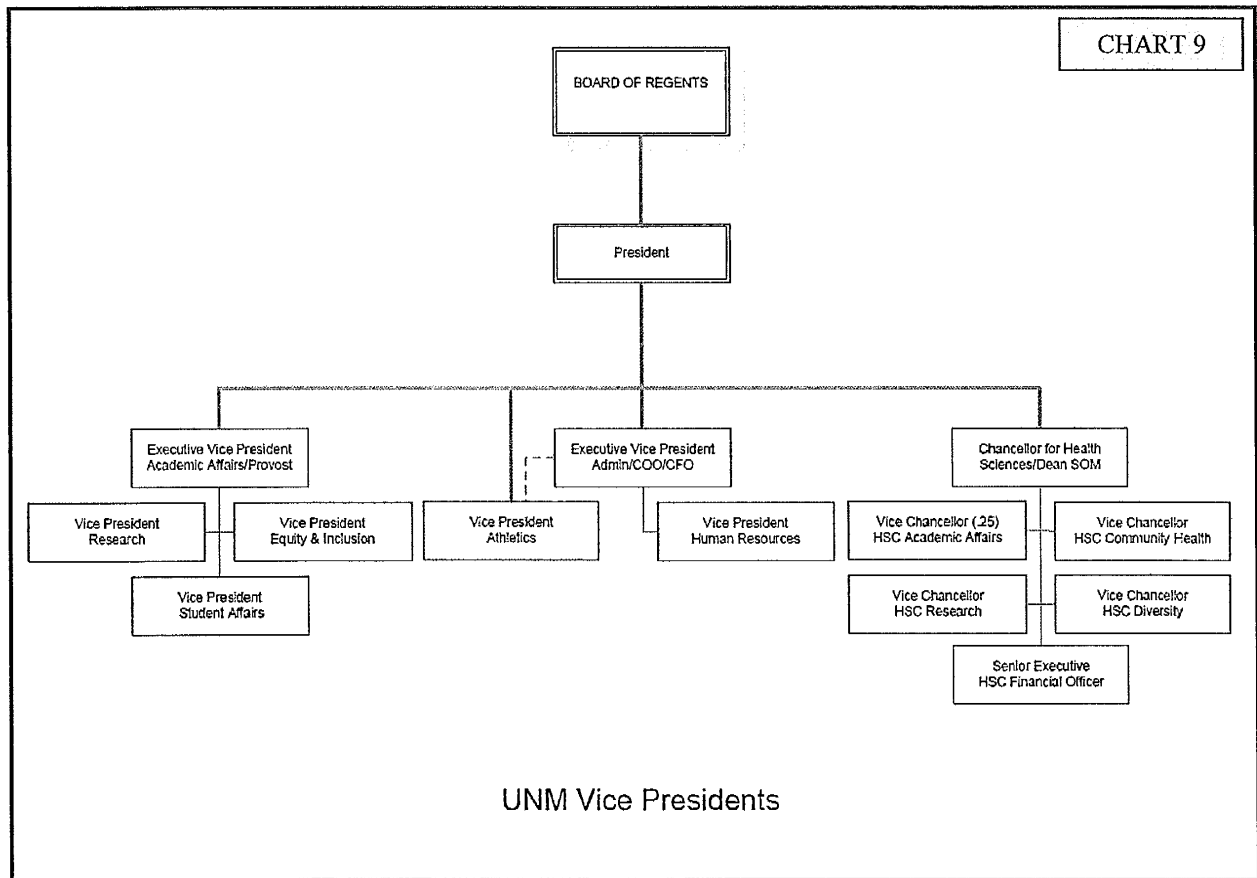 CHART 9
BOARD OF REGENTS
President
Executive Vice President
Academic Affairs/Provost
Executive Vice President
Admin/COO/CFO
Chancellor for Health
Sciences/Dean SOM
Vice President
Research
Vice President
Equity & Inclusion
Vice President
Athletics
Vice President
Human Resources
Vice Chancellor (.25)
HSC Academic Affairs
Vice Chancellor
HSC Community Health
Vice President
Student Affairs
Vice Chancellor
HSC Research
Vice Chancellor
HSC Diversity
Senior Executive
HSC Financial Officer
UNM Vice Presidents